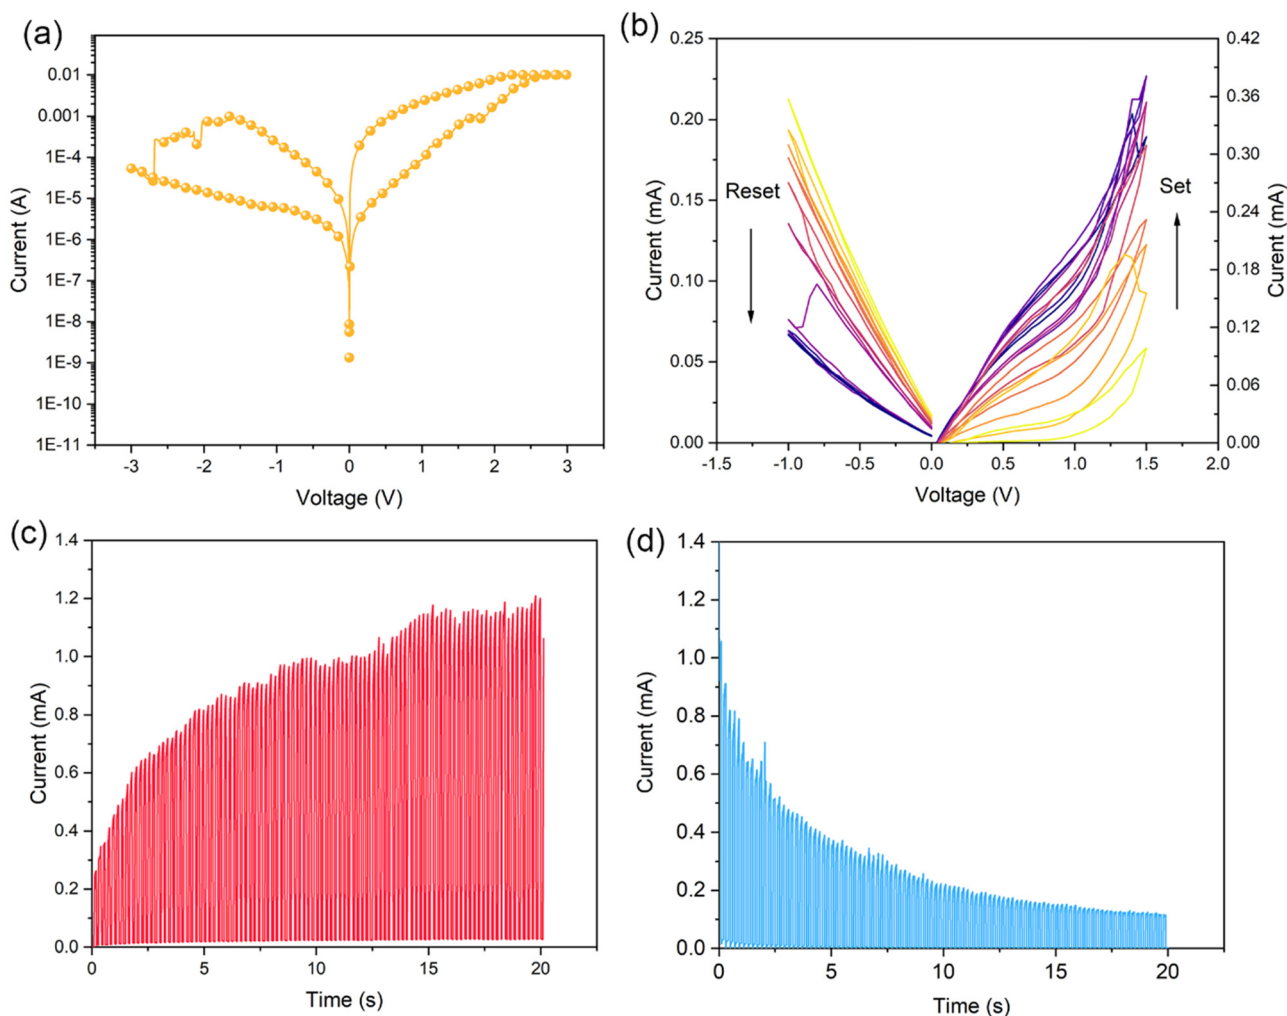 (a)
Current (A)
0.01
0.001
1E-4
1E-5
1E-6
1E-7
1E-8
1E-9
1E-10
1E-11
-3 -2 -1 0 1 2 3
Voltage (V)
(b)
Current (mA)
0.25
0.20
0.15
0.10
0.05
0.00
Reset
Set
0.42
0.36
0.30
0.24
0.18
0.12
0.06
0.00
Current (mA)
-1.5 -1.0 -0.5 0.0 0.5 1.0 1.5 2.0
Voltage (V)
(c)
Current (mA)
1.4
1.2
1.0
0.8
0.6
0.4
0.2
0.0
0 5 10 15 20
Time (s)
(d)
Current (mA)
1.4
1.2
1.0
0.8
0.6
0.4
0.2
0.0
0 5 10 15 20
Time (s)